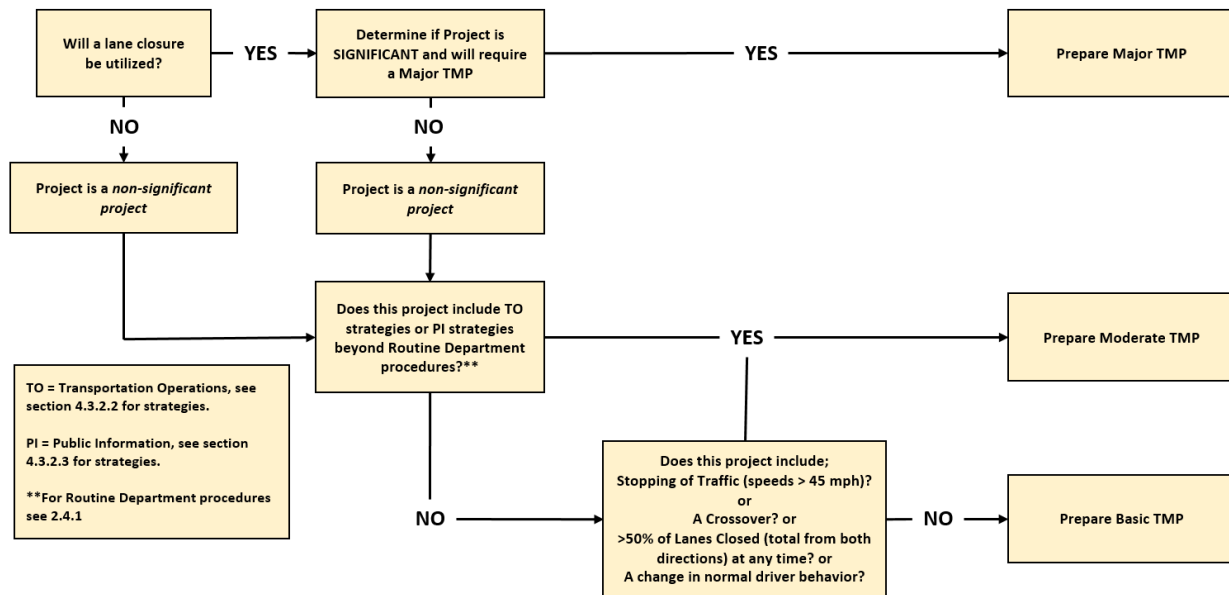 Will a lane closure
be utilized?
YES
Determine if Project is
SIGNIFICANT and will require
a Major TMP
YES
Prepare Major TMP
NO
NO
Project is a non-significant
project
Project is a non-significant
project
Does this project include TO
strategies or PI strategies
beyond Routine Department
procedures?**
YES
Prepare Moderate TMP
TO = Transportation Operations, see
section 4.3.2.2 for strategies.
PI = Public Information, see section
4.3.2.3 for strategies.
**For Routine Department procedures
see 2.4.1
NO
Does this project include;
Stopping of Traffic (speeds > 45 mph)?
or
A Crossover? or
>50% of Lanes Closed (total from both
directions) at any time? or
A change in normal driver behavior?
NO
Prepare Basic TMP